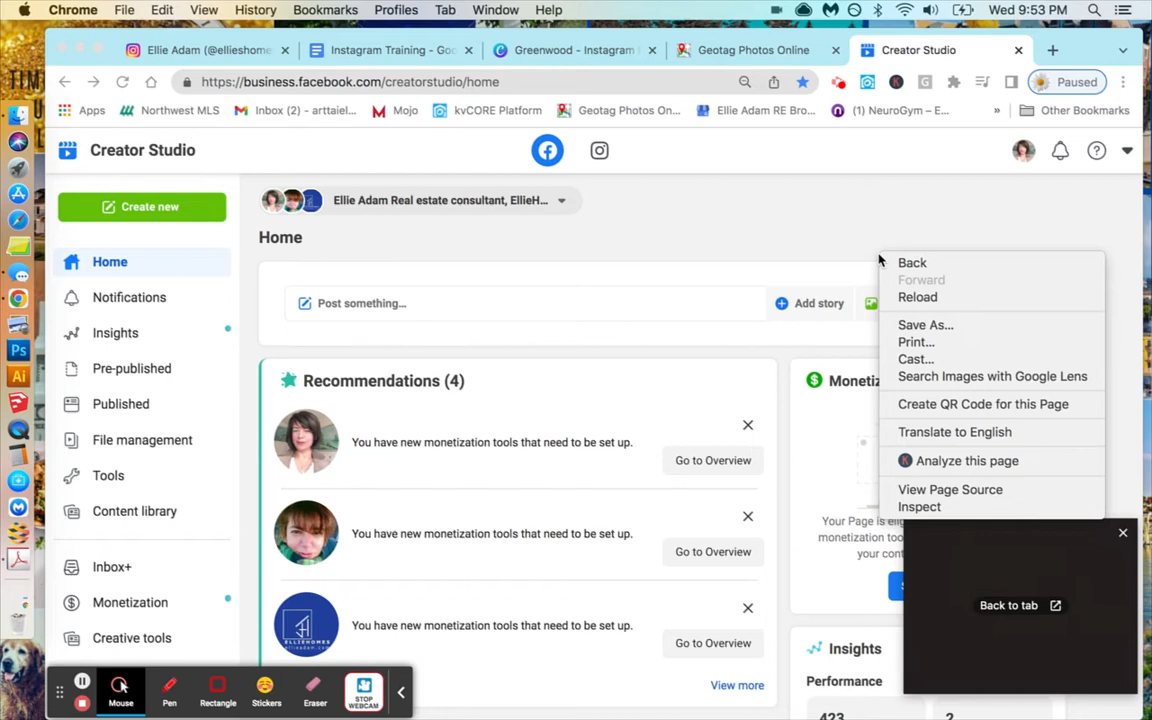 Chrome File Edit View History Bookmarks Profiles Tab Window Help Wed 9:53 PM
Ellie Adam (@ellieshome Instagram Training - Goo Greenwood - Instagram Geotag Photos Online Creator Studio
https://business.facebook.com/creatorstudio/home Paused
Apps Northwest MLS Inbox (2) - arttaiel... Mojo kvCORE Platform Geotag Photos On... Ellie Adam RE Brow... NeuroGym – E... » Other Bookmarks
Creator Studio
Create new
Ellie Adam Real estate consultant, EllieH...
Home
Home
Notifications
Insights
Pre-published
Published
File management
Tools
Content library
Inbox+
Monetization
Creative tools
Post something...
Add story
Recommendations (4)
You have new monetization tools that need to be set up.
Go to Overview
You have new monetization tools that need to be set up.
Go to Overview
You have new monetization tools that need to be set up.
Go to Overview
ELLIEHOMES
View more
Back
Forward
Reload
Save As...
Print...
Cast...
Search Images with Google Lens
Create QR Code for this Page
Translate to English
Analyze this page
View Page Source
Inspect
Your Page is
monetization
your con
Back to tab
Insights
Performance
423 2
Mouse Pen Rectangle Stickers Eraser STOP
WEBCAM